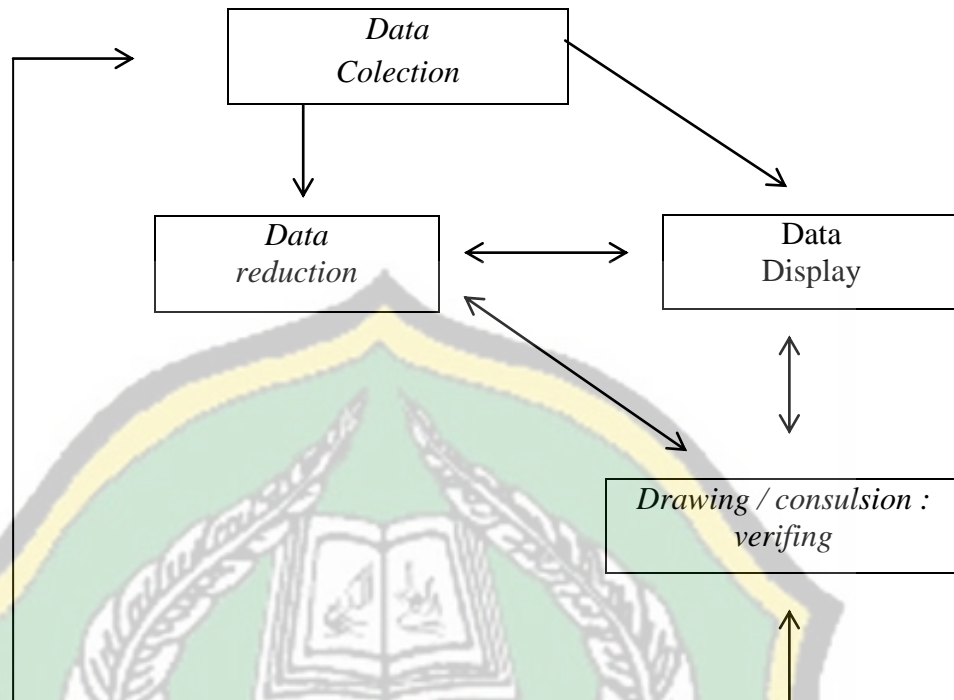 Data
Colection
Data
reduction
Data
Display
Drawing / consulsion :
verifing